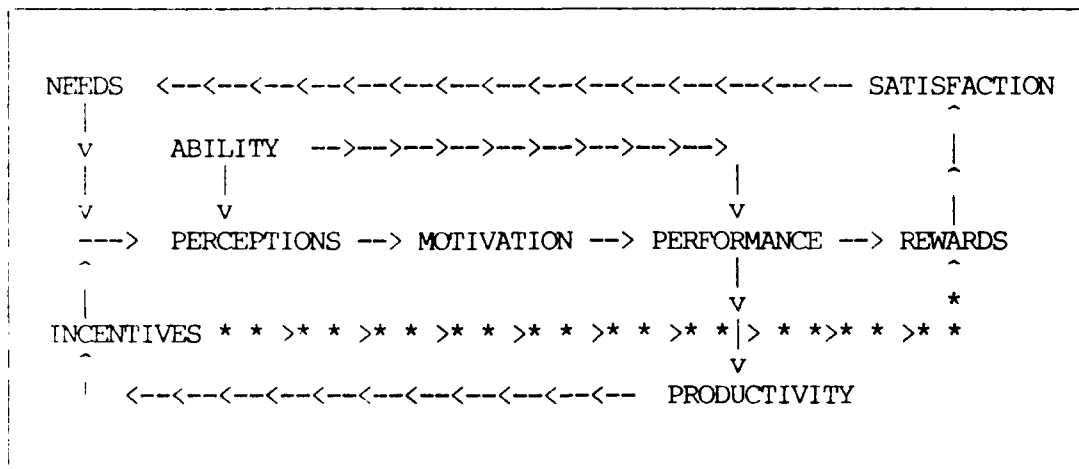 NEEDS <--<--<--<--<--<--<--<--<--<--<--<-- SATISFACTION
ABILITY -->-->-->-->-->-->-->-->
PERCEPTIONS --> MOTIVATION --> PERFORMANCE --> REWARDS
INCENTIVES * * >* * >* * >* * >* * >* * >* * > * * >* * >* *
<--<--<--<--<--<--<--<--<-- PRODUCTIVITY